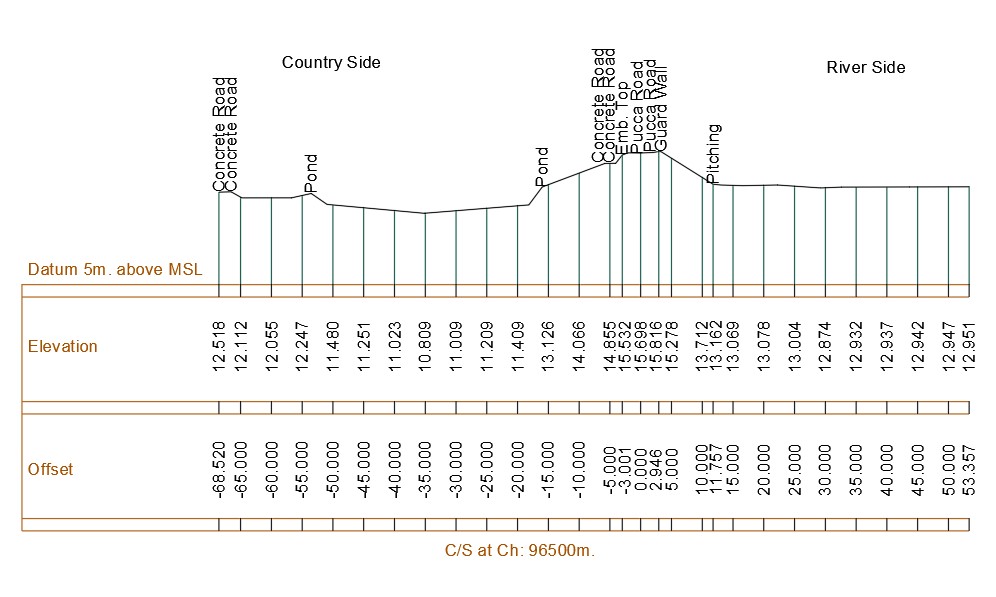 Country Side
River Side
Concrete Road
Concrete Road
Pond
Pond
Concrete Road
Concrete Road
Emb. Top
Pucca Road
Pucca Road
Guard Wall
Pitching
Datum 5m. above MSL
Elevation
12.518 12.112 12.055 12.247 11.480 11.251 11.023 10.809 11.009 11.209 11.409 13.126 14.066 14.855 15.532 15.698 15.816 15.278 13.712 13.162 13.069 13.078 13.004 12.874 12.932 12.937 12.942 12.947 12.951
Offset
-68.520 -65.000 -60.000 -55.000 -50.000 -45.000 -40.000 -35.000 -30.000 -25.000 -20.000 -15.000 -10.000 -5.000 -3.001 0.000 2.946 5.000 10.000 11.757 15.000 20.000 25.000 30.000 35.000 40.000 45.000 50.000 53.357
C/S at Ch: 96500m.